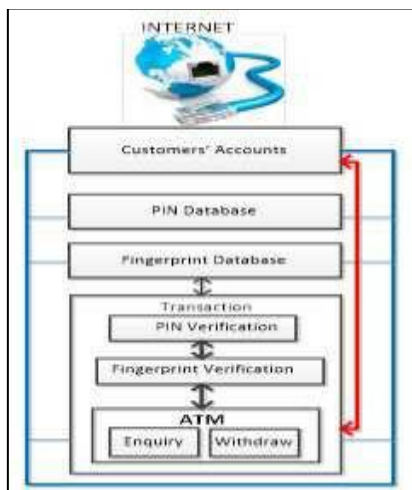 INTERNET
Customers' Accounts
PIN Database
Fingerprint Database
Transaction
PIN Verification
Fingerprint Verification
ATM
Enquiry Withdraw